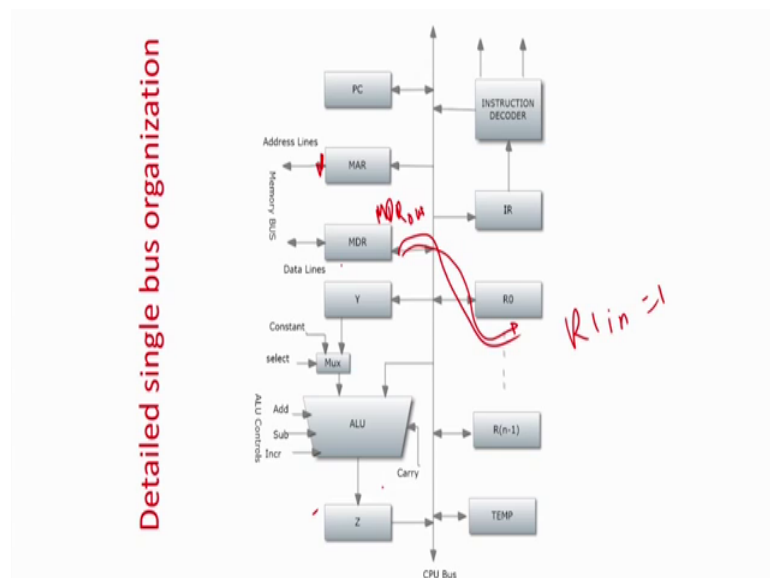 Detailed single bus organization
PC
INSTRUCTION
DECODER
Address Lines
MAR
Memory BUS
IR
MDRout
MDR
Data Lines
Y
R0
R1in=1
Constant
select
Mux
ALU Controls
Add
Sub
Incr
ALU
Carry
R(n-1)
Z
TEMP
CPU Bus